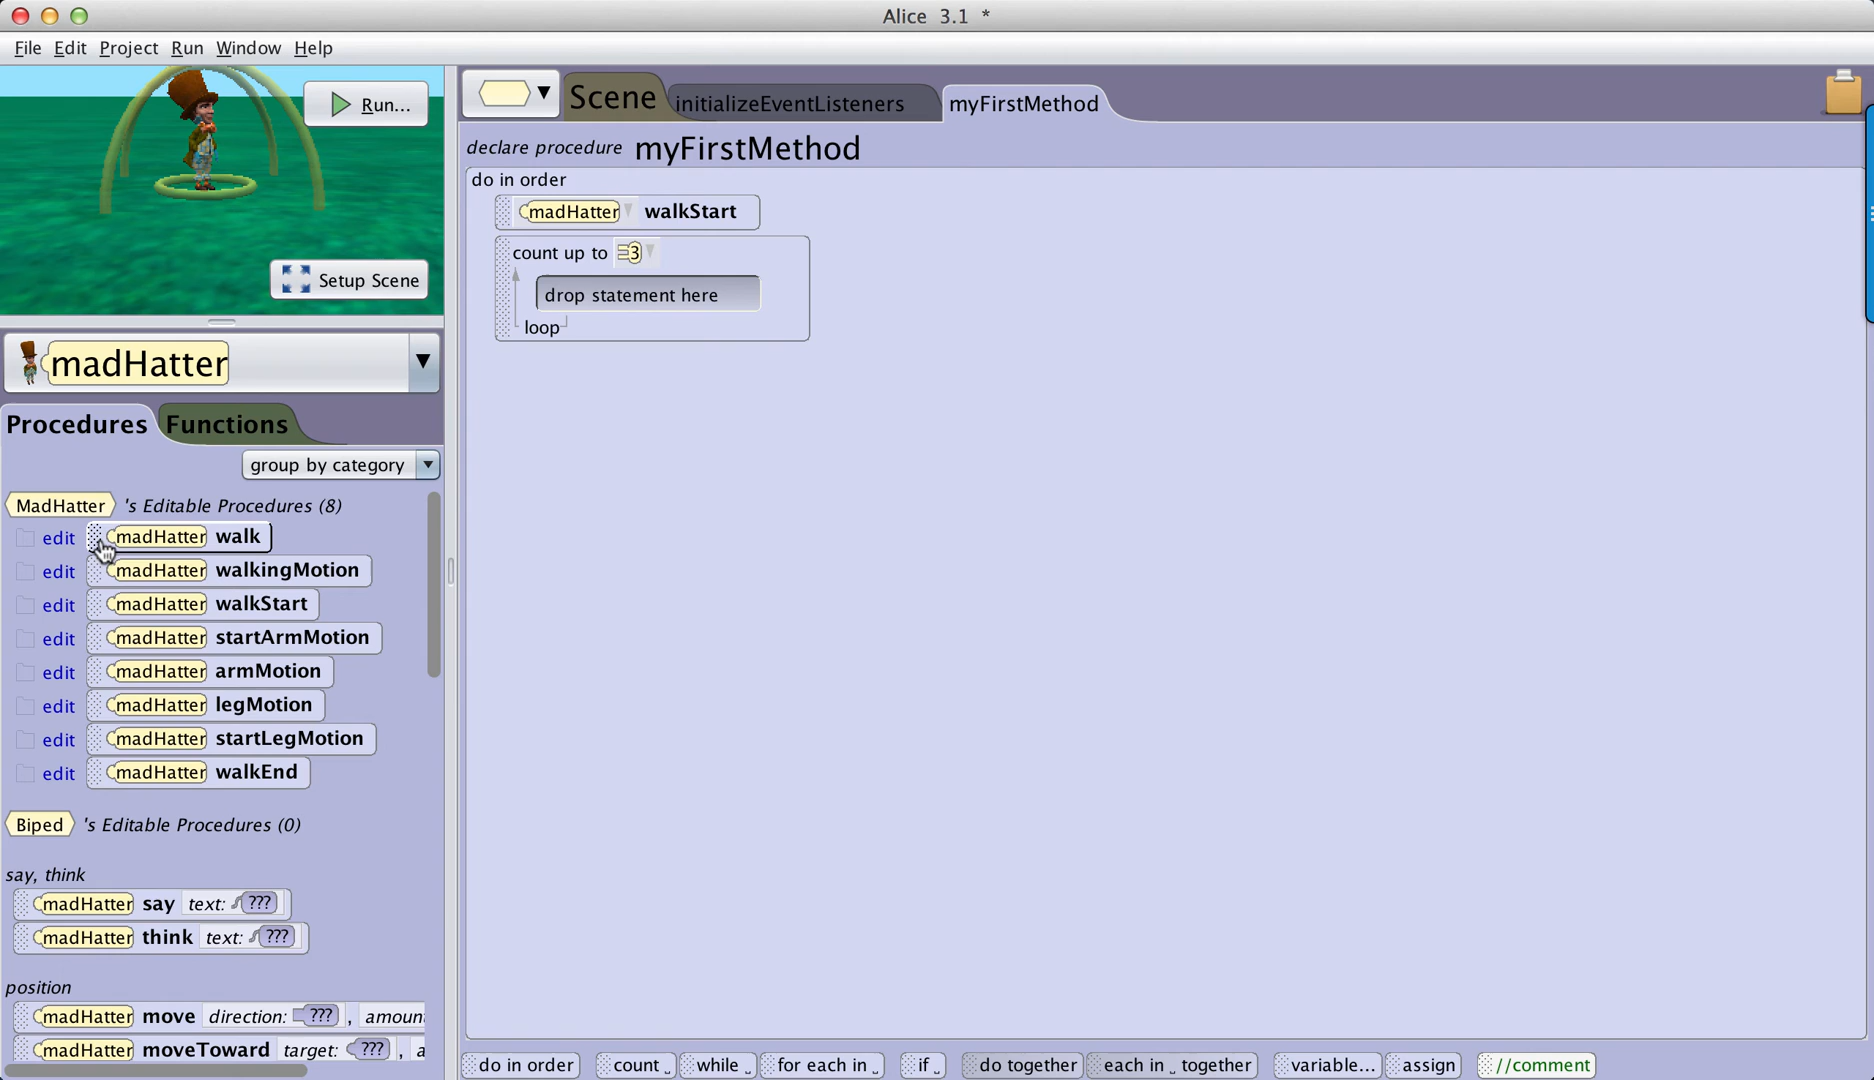 Alice 3.1 *
File Edit Project Run Window Help
Run...
Setup Scene
madHatter
Procedures Functions
group by category
MadHatter 's Editable Procedures (8)
edit madHatter walk
edit madHatter walkingMotion
edit madHatter walkStart
edit madHatter startArmMotion
edit madHatter armMotion
edit madHatter legMotion
edit madHatter startLegMotion
edit madHatter walkEnd
Biped 's Editable Procedures (0)
say, think
madHatter say text: ???
madHatter think text: ???
position
madHatter move direction: ??? , amoun
madHatter moveToward target: ??? , a
Scene initializeEventListeners myFirstMethod
declare procedure myFirstMethod
do in order
madHatter walkStart
count up to 3
drop statement here
loop
do in order count while for each in if do together each in together variable... assign //comment